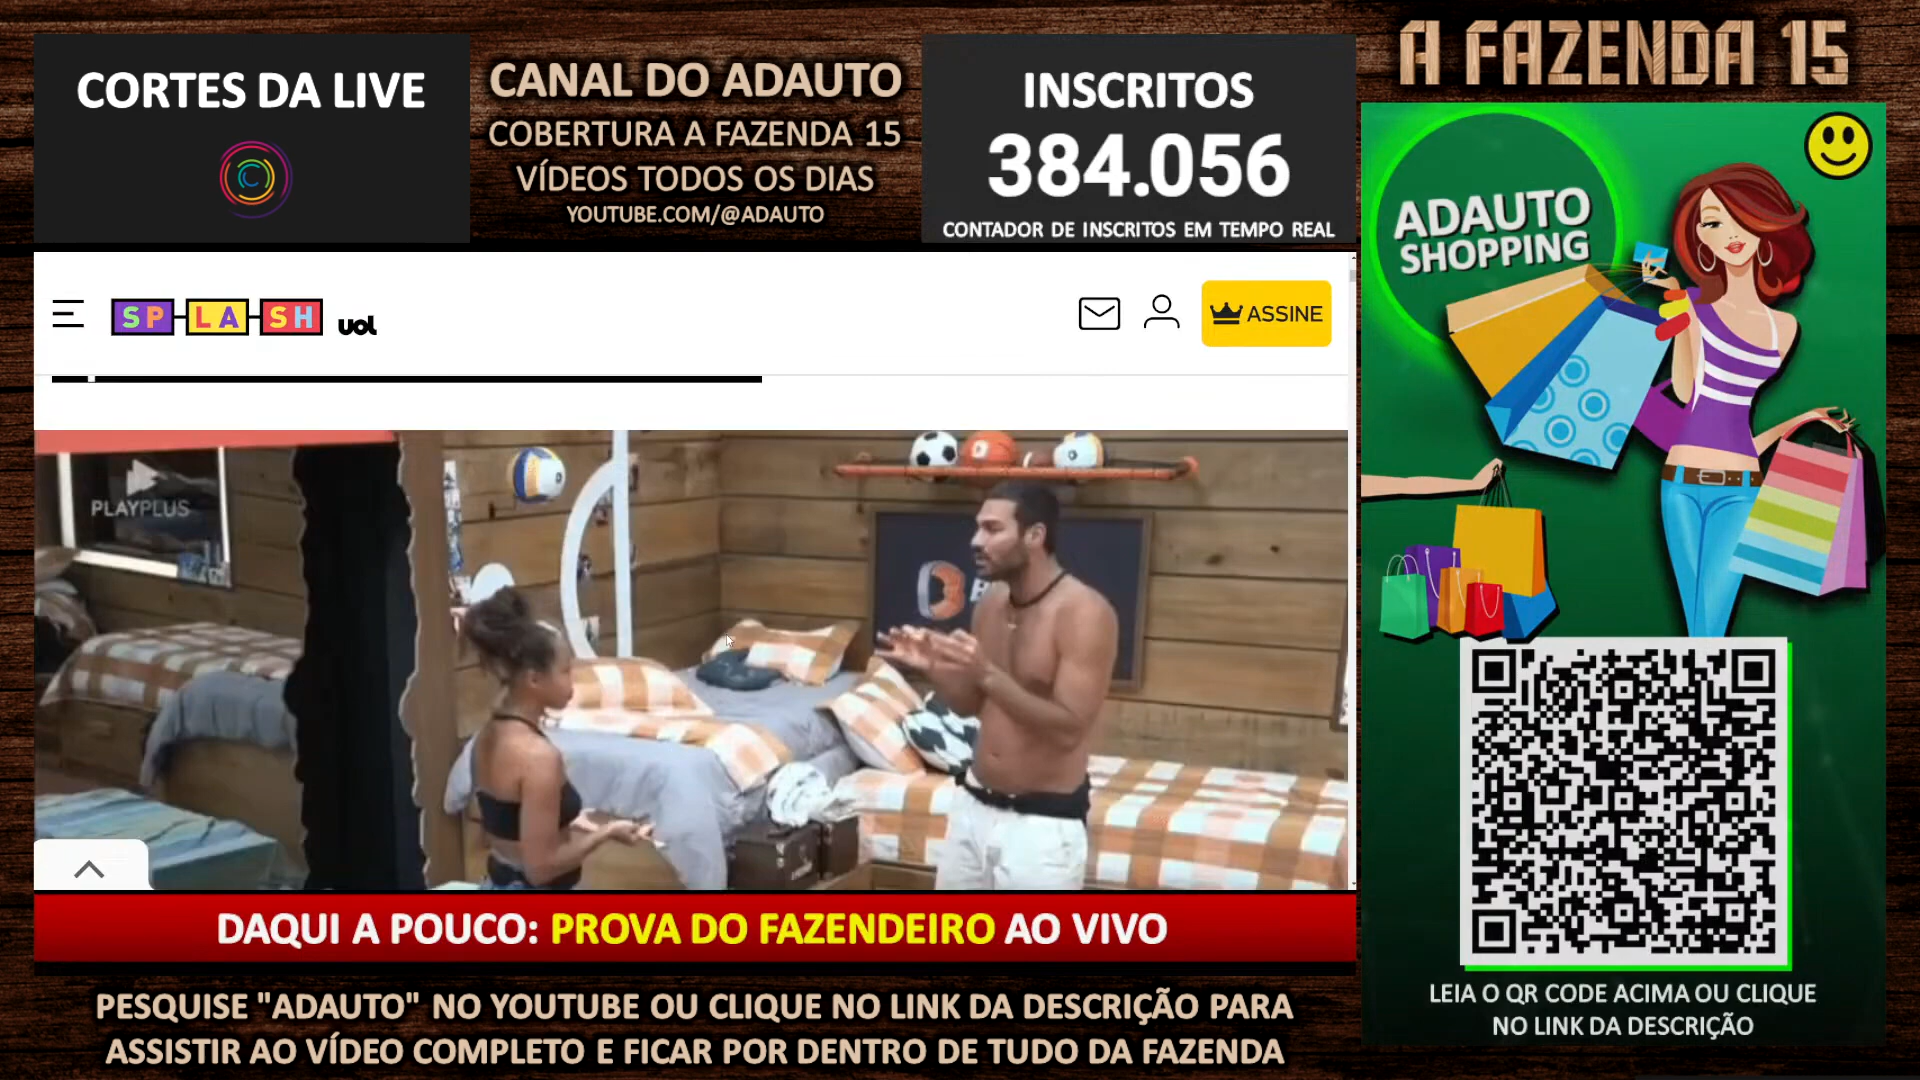 CORTES DA LIVE
CANAL DO ADAUTO
COBERTURA A FAZENDA 15
VÍDEOS TODOS OS DIAS
YOUTUBE.COM/@ADAUTO
INSCRITOS
384.056
CONTADOR DE INSCRITOS EM TEMPO REAL
A FAZENDA 15
ADAUTO
SHOPPING
SPLASH uol
ASSINE
PLAYPLUS
DAQUI A POUCO: PROVA DO FAZENDEIRO AO VIVO
PESQUISE "ADAUTO" NO YOUTUBE OU CLIQUE NO LINK DA DESCRIÇÃO PARA
ASSISTIR AO VÍDEO COMPLETO E FICAR POR DENTRO DE TUDO DA FAZENDA
LEIA O QR CODE ACIMA OU CLIQUE
NO LINK DA DESCRIÇÃO